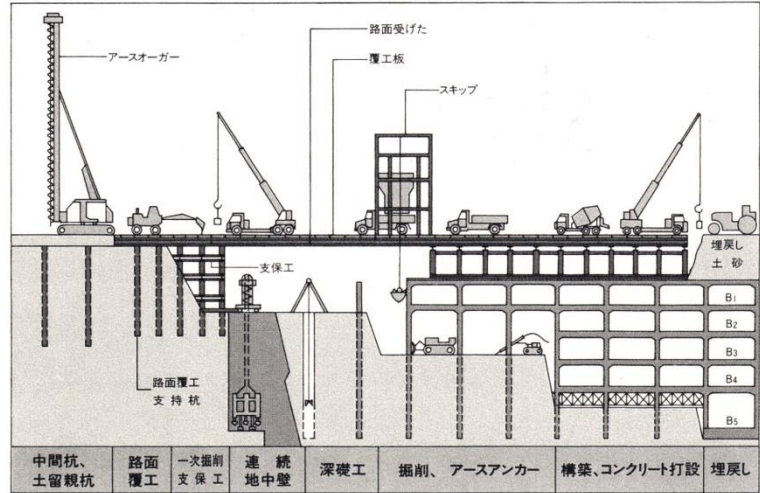 アースオーガー
路面受げた
覆工板
スキップ
埋戻し
土砂
支保工
路面覆工
支持杭
B1
B2
B3
B4
B5
中間杭、
土留親杭
路面
覆工
一次掘削
支保工
連続
地中壁
深礎工
掘削、アースアンカー
構築、コンクリート打設
埋戻し